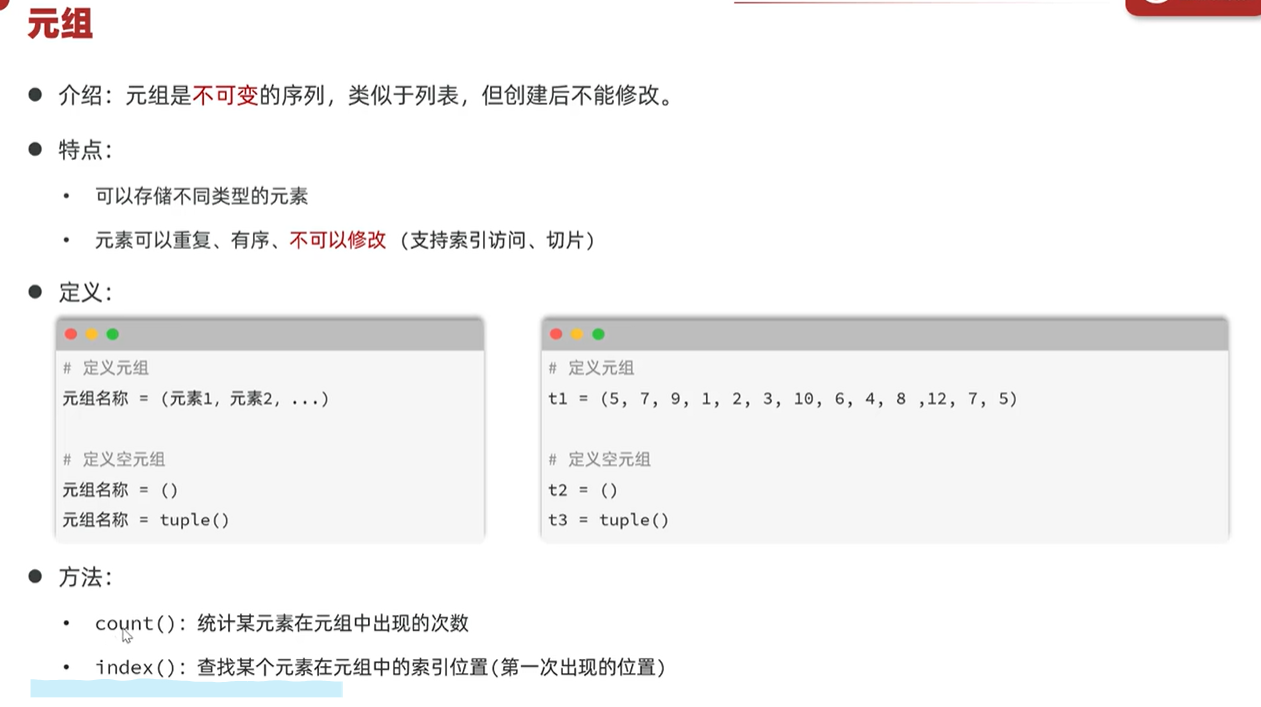 元组
● 介绍：元组是不可变的序列，类似于列表，但创建后不能修改。
● 特点：
• 可以存储不同类型的元素
• 元素可以重复、有序、不可以修改 （支持索引访问、切片）
● 定义：
# 定义元组
元组名称 = (元素1, 元素2, ...)
# 定义空元组
元组名称 = ()
元组名称 = tuple()
# 定义元组
t1 = (5, 7, 9, 1, 2, 3, 10, 6, 4, 8 ,12, 7, 5)
# 定义空元组
t2 = ()
t3 = tuple()
● 方法：
• count()：统计某元素在元组中出现的次数
• index()：查找某个元素在元组中的索引位置(第一次出现的位置)